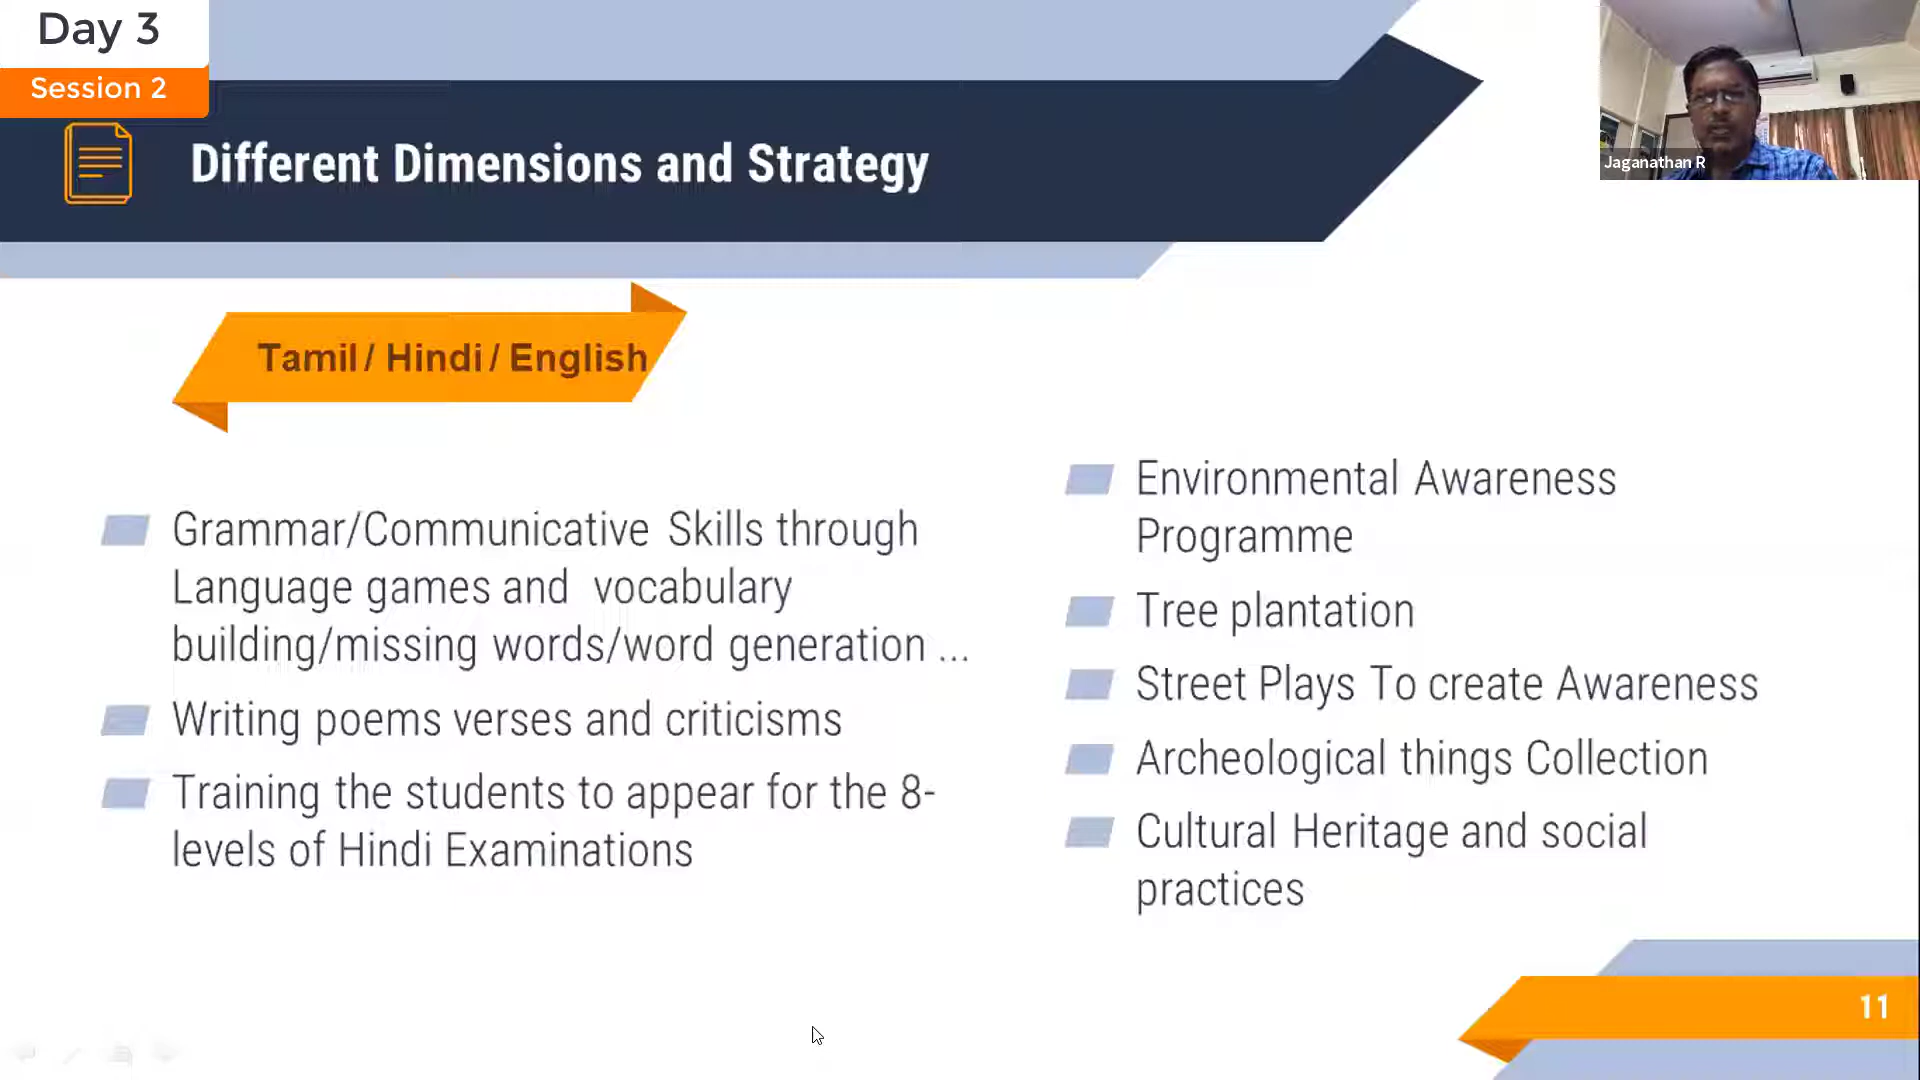 Day 3
Session 2
Different Dimensions and Strategy
Jaganathan R
Tamil / Hindi / English
Grammar/Communicative Skills through
Language games and vocabulary
building/missing words/word generation ...
Writing poems verses and criticisms
Training the students to appear for the 8-
levels of Hindi Examinations
Environmental Awareness
Programme
Tree plantation
Street Plays To create Awareness
Archeological things Collection
Cultural Heritage and social
practices
11